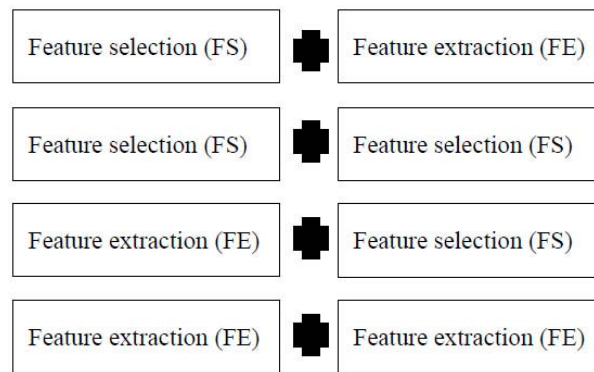 Feature selection (FS) Feature extraction (FE)
Feature selection (FS) Feature selection (FS)
Feature extraction (FE) Feature selection (FS)
Feature extraction (FE) Feature extraction (FE)